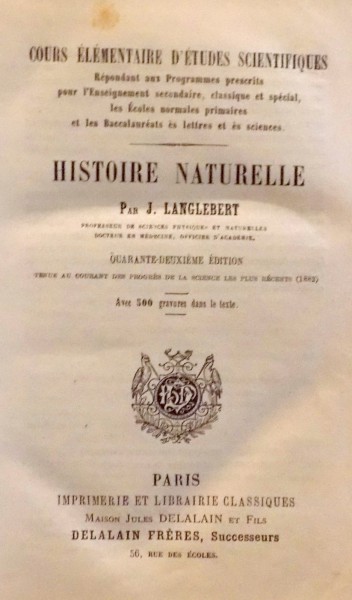 COURS ÉLÉMENTAIRE D'ÉTUDES SCIENTIFIQUES
Répondant aux Programmes prescrits
pour l'Enseignement secondaire, classique et spécial,
les Écoles normales primaires
et les Baccalauréats ès lettres et ès sciences.
HISTOIRE NATURELLE
PAR J. LANGLEBERT
PROFESSEUR DE SCIENCES PHYSIQUES ET NATURELLES
DOCTEUR EN MÉDECINE, OFFICIER D'ACADÉMIE.
QUARANTE-DEUXIÈME ÉDITION
TENUE AU COURANT DES PROGRÈS DE LA SCIENCE LES PLUS RÉCENTS (1882)
Avec 500 gravures dans le texte.
PARIS
IMPRIMERIE ET LIBRAIRIE CLASSIQUES
MAISON JULES DELALAIN ET FILS
DELALAIN FRÈRES, Successeurs
56, RUE DES ÉCOLES.